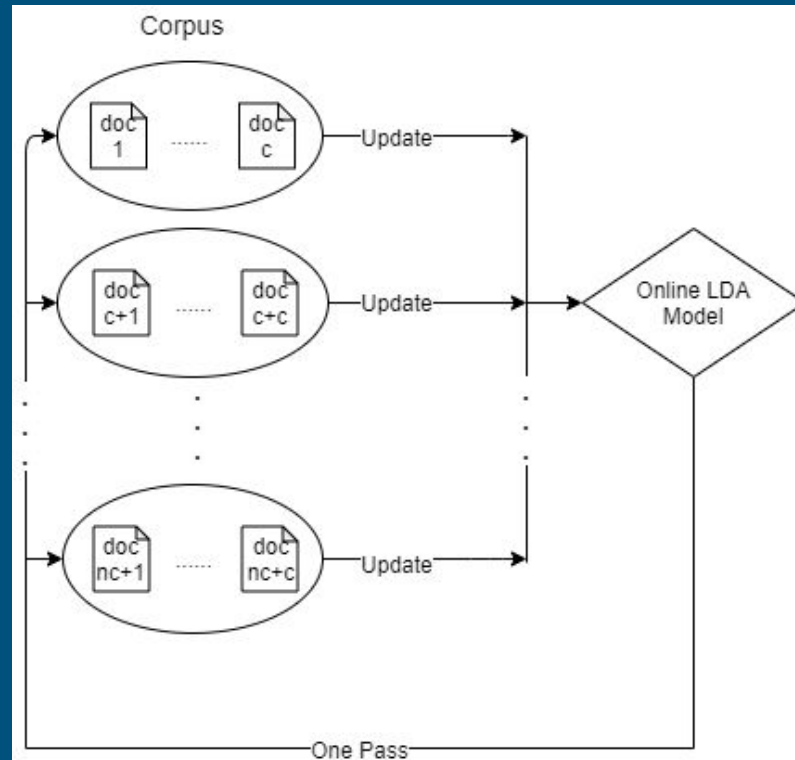 Corpus
doc
1
......
doc
c
Update
doc
c+1
......
doc
c+c
Update
Online LDA
Model
doc
nc+1
......
doc
nc+c
Update
One Pass